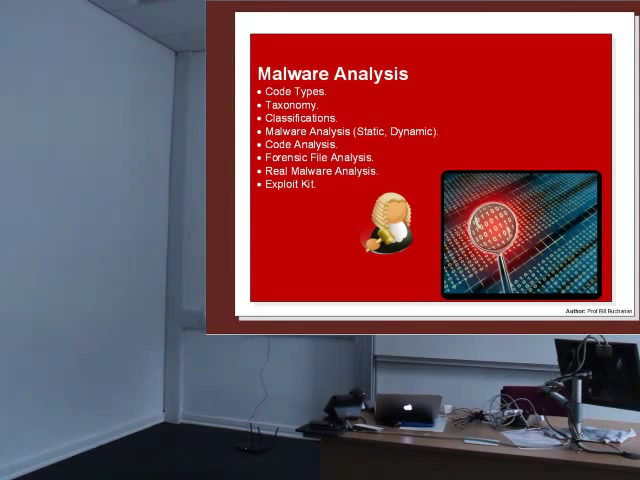 Malware Analysis
• Code Types.
• Taxonomy.
• Classifications.
• Malware Analysis (Static, Dynamic).
• Code Analysis.
• Forensic File Analysis.
• Real Malware Analysis.
• Exploit Kit.
Author: Prof Bill Buchanan